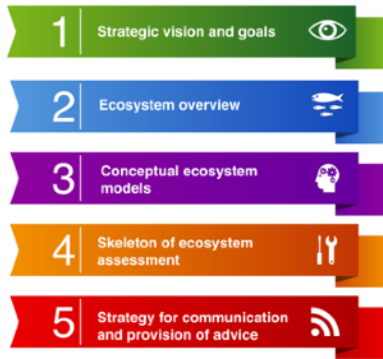 1 Strategic vision and goals
2 Ecosystem overview
3 Conceptual ecosystem
models
4 Skeleton of ecosystem
assessment
5 Strategy for communication
and provision of advice